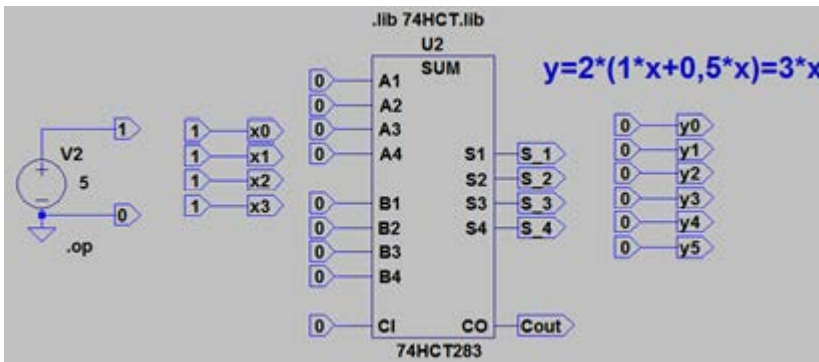 .lib 74HCT.lib
U2
SUM
y=2*(1*x+0,5*x)=3*x
1
V2
5
0
.op
1 x0
1 x1
1 x2
1 x3
0 A1
0 A2
0 A3
0 A4
0 B1
0 B2
0 B3
0 B4
0 CI
S1 S_1
S2 S_2
S3 S_3
S4 S_4
CO Cout
74HCT283
0 y0
0 y1
0 y2
0 y3
0 y4
0 y5